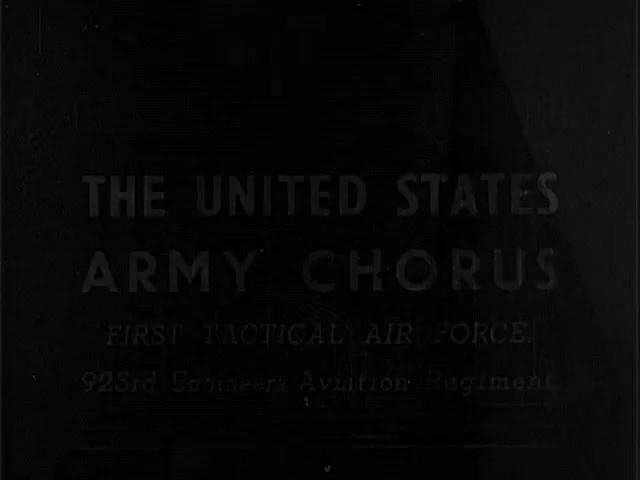 THE UNITED STATES
ARMY CHORUS
FIRST TACTICAL AIR FORCE.
923rd Engineers Aviation Regiment